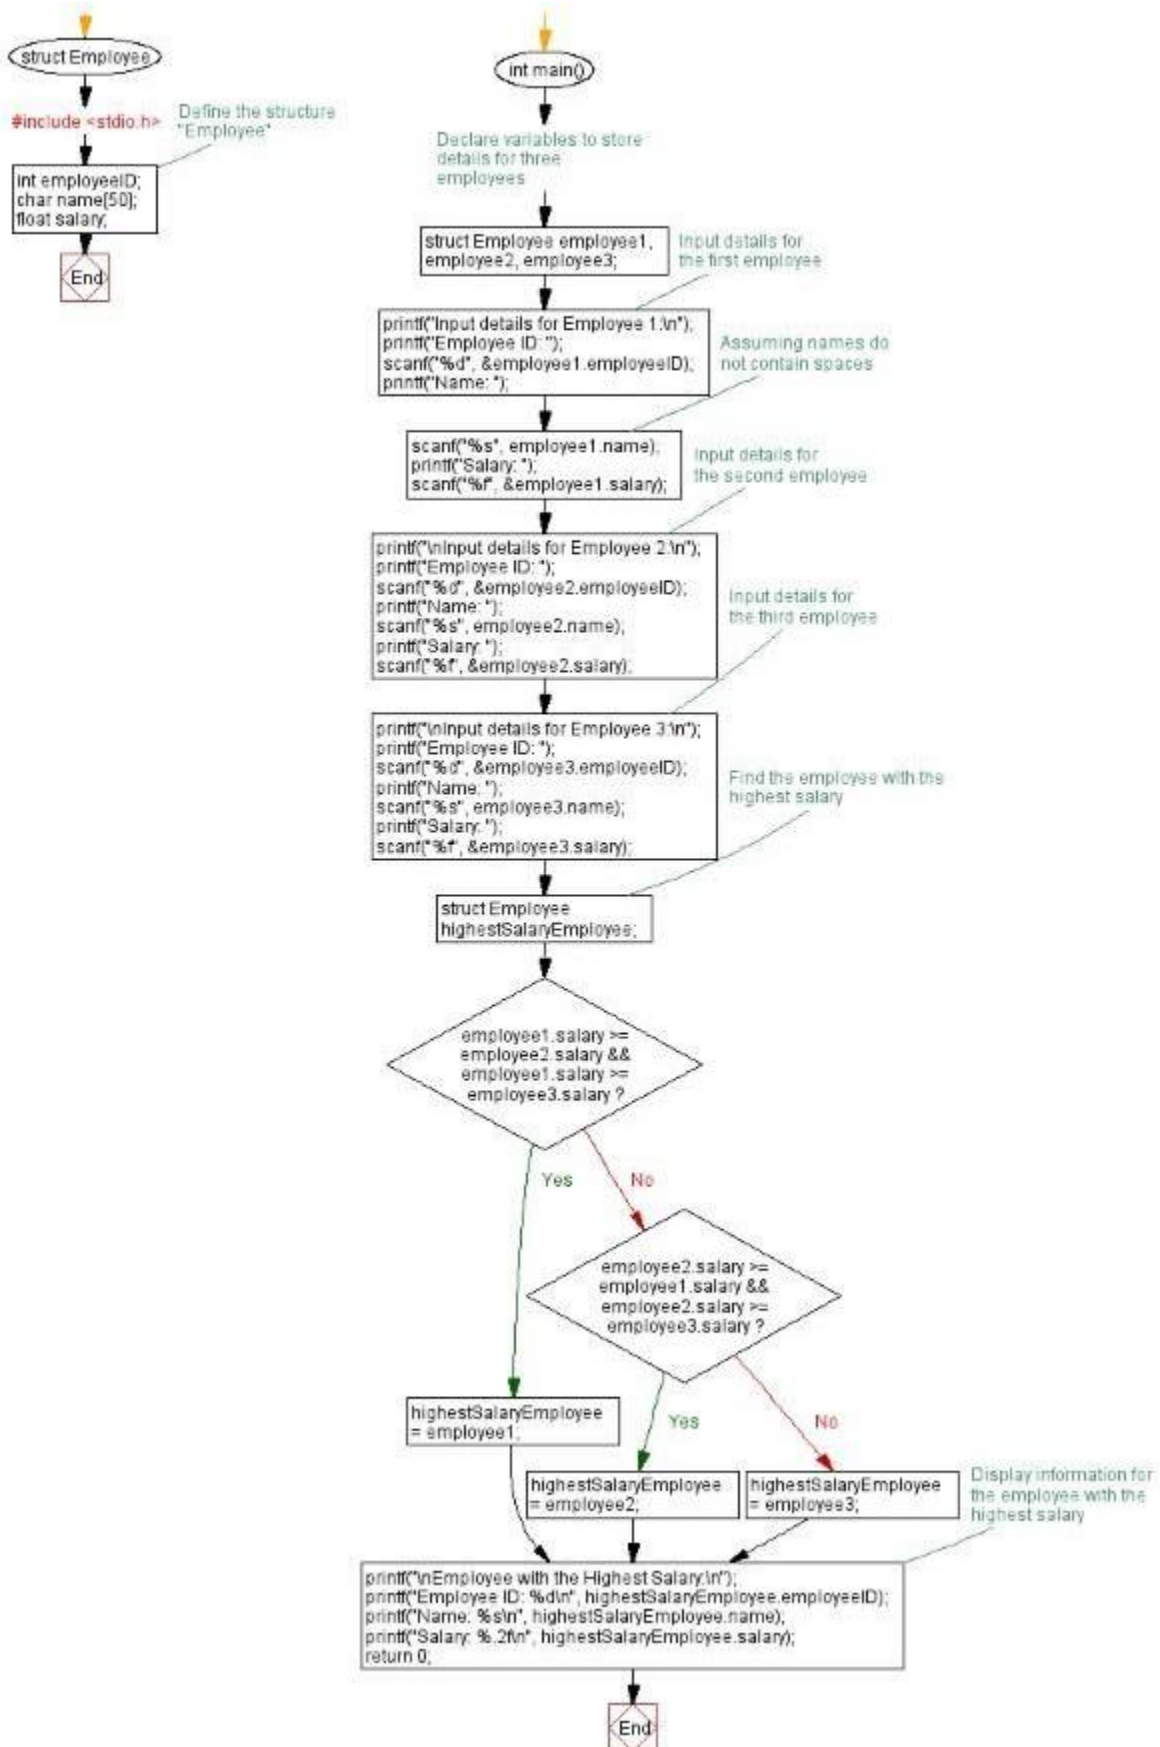 struct Employee
#include <stdio.h>
Define the structure
"Employee"
int employeeID;
char name[50];
float salary;
End
int main()
Declare variables to store
details for three
employees
struct Employee employee1,
employee2, employee3;
Input details for
the first employee
printf("Input details for Employee 1:\n");
printf("Employee ID: ");
scanf("%d", &employee1.employeeID);
printf("Name: ");
Assuming names do
not contain spaces
scanf("%s", employee1.name);
printf("Salary: ");
scanf("%f", &employee1.salary);
Input details for
the second employee
printf("\nInput details for Employee 2:\n");
printf("Employee ID: ");
scanf("%d", &employee2.employeeID);
printf("Name: ");
scanf("%s", employee2.name);
printf("Salary: ");
scanf("%f", &employee2.salary);
Input details for
the third employee
printf("\nInput details for Employee 3:\n");
printf("Employee ID: ");
scanf("%d", &employee3.employeeID);
printf("Name: ");
scanf("%s", employee3.name);
printf("Salary: ");
scanf("%f", &employee3.salary);
Find the employee with the
highest salary
struct Employee
highestSalaryEmployee;
employee1.salary >=
employee2.salary &&
employee1.salary >=
employee3.salary ?
Yes
No
employee2.salary >=
employee1.salary &&
employee2.salary >=
employee3.salary ?
highestSalaryEmployee
= employee1;
Yes
No
highestSalaryEmployee
= employee2;
highestSalaryEmployee
= employee3;
Display information for
the employee with the
highest salary
printf("\nEmployee with the Highest Salary:\n");
printf("Employee ID: %d\n", highestSalaryEmployee.employeeID);
printf("Name: %s\n", highestSalaryEmployee.name);
printf("Salary: %.2f\n", highestSalaryEmployee.salary);
return 0;
End